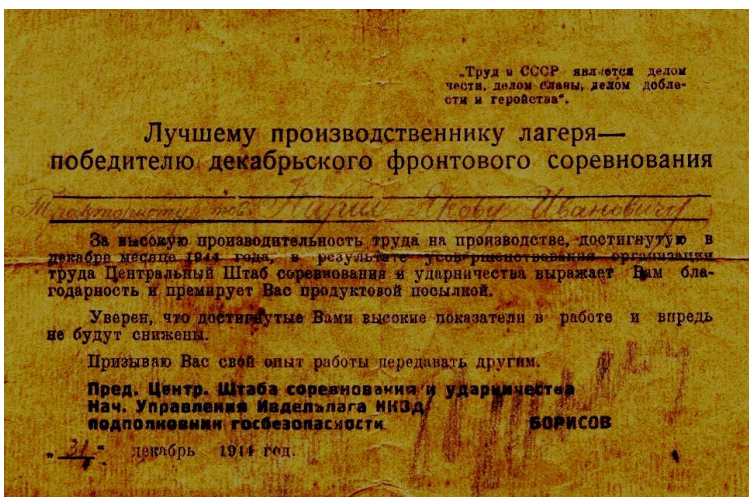 „Труд в СССР является делом
чести, делом славы, делом добле-
сти и геройства".
Лучшему производственнику лагеря—
победителю декабрьского фронтового соревнования
Трактористу тов. Якову Ивановичу
За высокую производительность труда на производстве, достигнутую в
декабре месяце 1944 года, в результате усовершенствования организации
труда Центральный Штаб соревнования и ударничества выражает Вам бла-
годарность и премирует Вас продуктовой посылкой.
Уверен, что достигнутые Вами высокие показатели в работе и впредь
не будут снижены.
Призываю Вас свой опыт работы передавать другим.
Пред. Центр. Штаба соревнования и ударничества
Нач. Управления Ивдельлага НКВД
подполковник госбезопасности БОРИСОВ
„31" декабрь 1944 год.